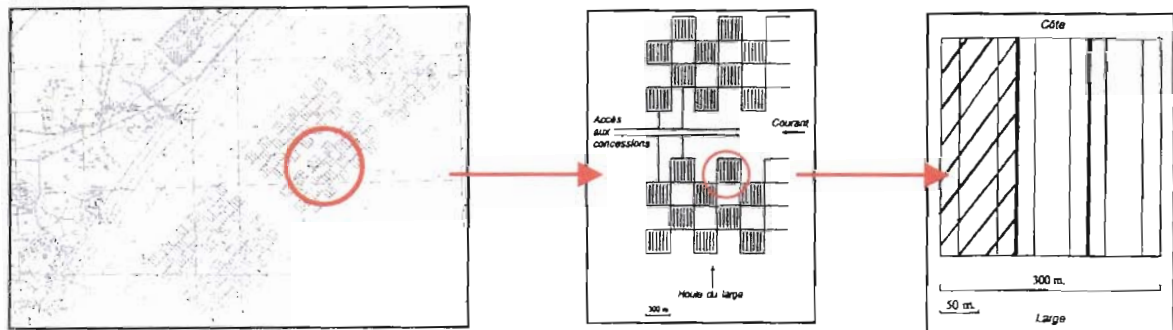 Accès
aux
concessions
Courant
Houle du large
300 m.
Côte
300 m.
50 m.
Large